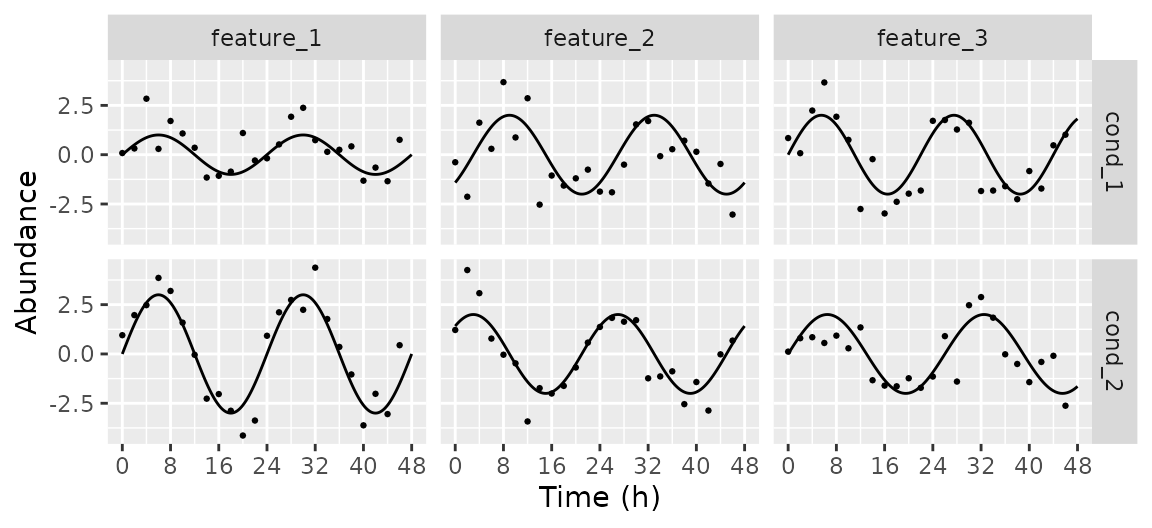 feature_1 feature_2 feature_3
2.5
0.0
-2.5
cond_1
2.5
0.0
-2.5
cond_2
Abundance
0 8 16 24 32 40 48 0 8 16 24 32 40 48 0 8 16 24 32 40 48
Time (h)